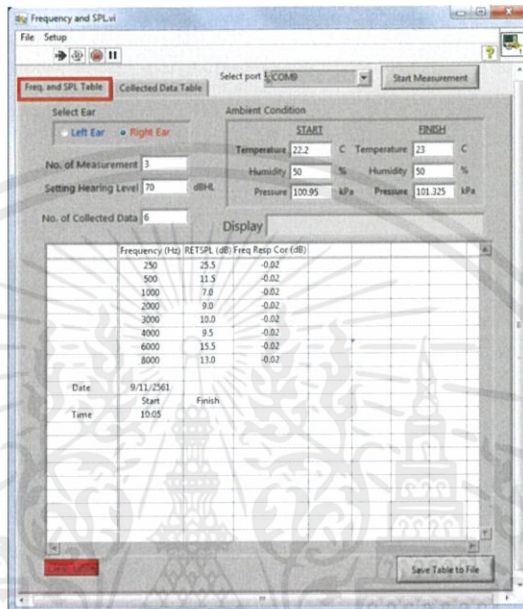 Frequency and SPL.vi
File Setup
Freq. and SPL Table Collected Data Table Select port COM9 Start Measurement
Select Ear Ambient Condition
Left Ear Right Ear START FINISH
Temperature 22.2 C Temperature 23 C
No. of Measurement 3 Humidity 50 % Humidity 50 %
Setting Hearing Level 70 dBHL Pressure 100.95 kPa Pressure 101.325 kPa
No. of Collected Data 6 Display
Frequency (Hz) RETSPL (dB) Freq Resp Cor (dB)
250 25.5 -0.02
500 11.5 -0.02
1000 7.0 -0.02
2000 9.0 -0.02
3000 10.0 -0.02
4000 9.5 -0.02
6000 15.5 -0.02
8000 13.0 -0.02
Date 9/11/2561
Start Finish
Time 10:05
Clear Table Save Table to File